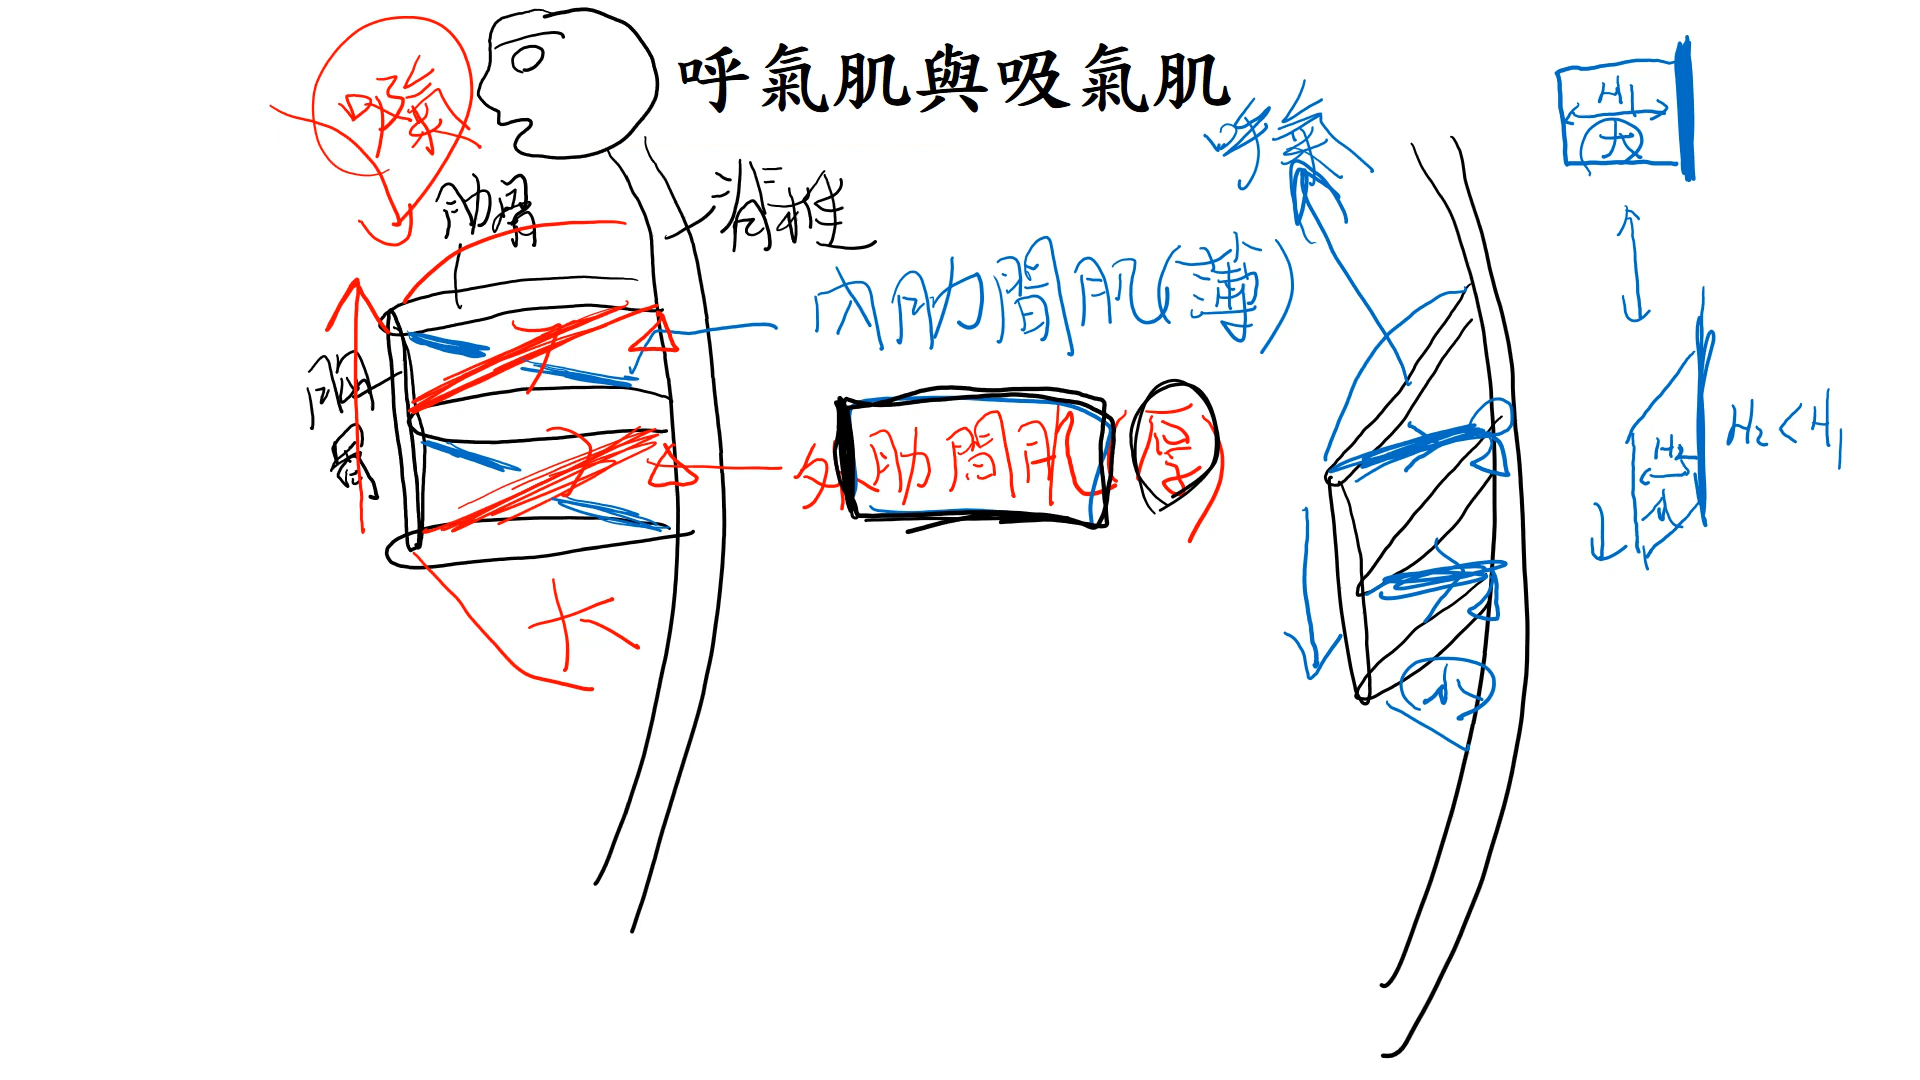 呼氣肌與吸氣肌
吸氣
呼氣
H1
大
肋骨
脊柱
內肋間肌(薄)
胸骨
外肋間肌(厚)
H2<H1
H2
小
大
小